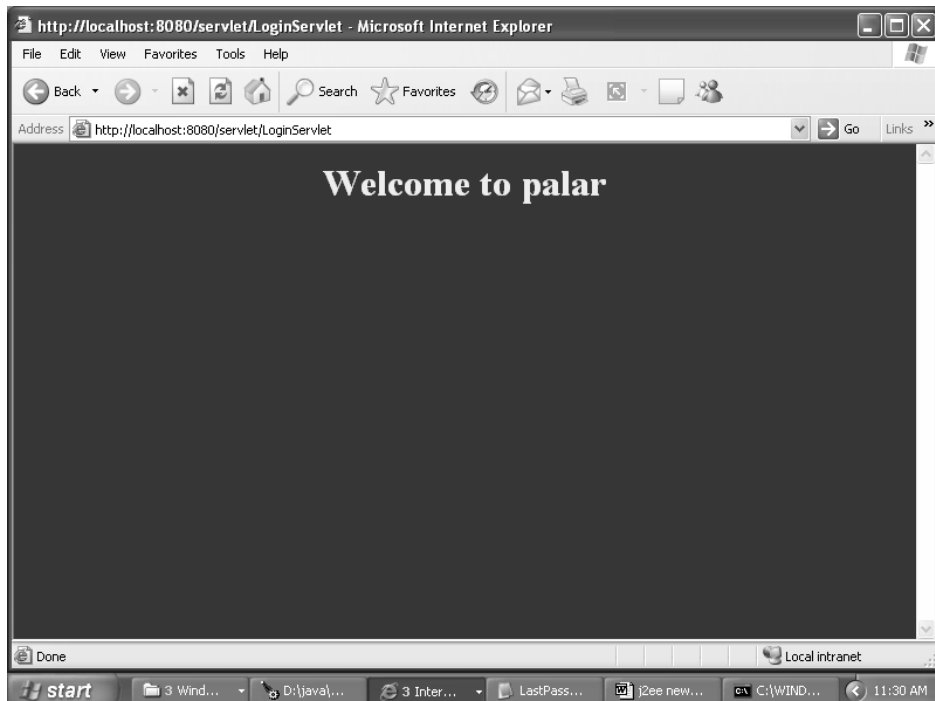 http://localhost:8080/servlet/LoginServlet - Microsoft Internet Explorer
File Edit View Favorites Tools Help
Back Search Favorites
Address http://localhost:8080/servlet/LoginServlet Go Links »
Welcome to palar
Done Local intranet
start 3 Wind... D:\java\... 3 Inter... LastPass... j2ee new... C:\WIND... 11:30 AM